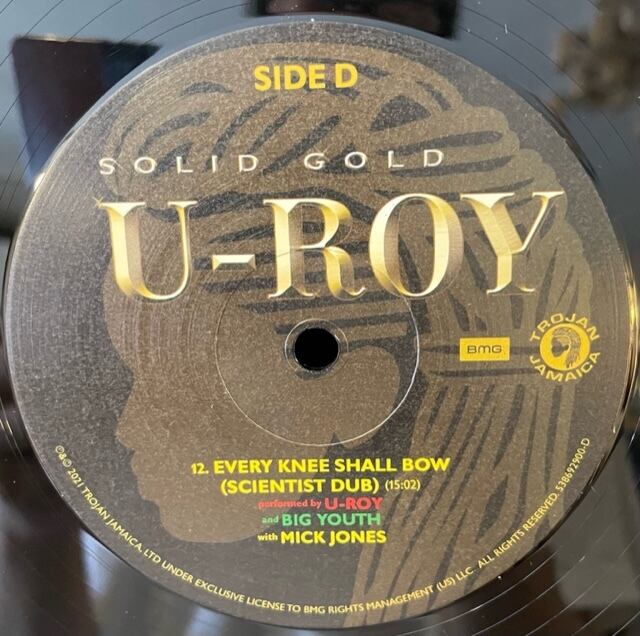 SIDE D
SOLID GOLD
U-ROY
BMG
TROJAN
JAMAICA
12. EVERY KNEE SHALL BOW
(SCIENTIST DUB) (15:02)
performed by U-ROY
and BIG YOUTH
with MICK JONES
℗&© 2021 TROJAN JAMAICA, LTD UNDER EXCLUSIVE LICENSE TO BMG RIGHTS MANAGEMENT (US) LLC. ALL RIGHTS RESERVED. 538692900-D